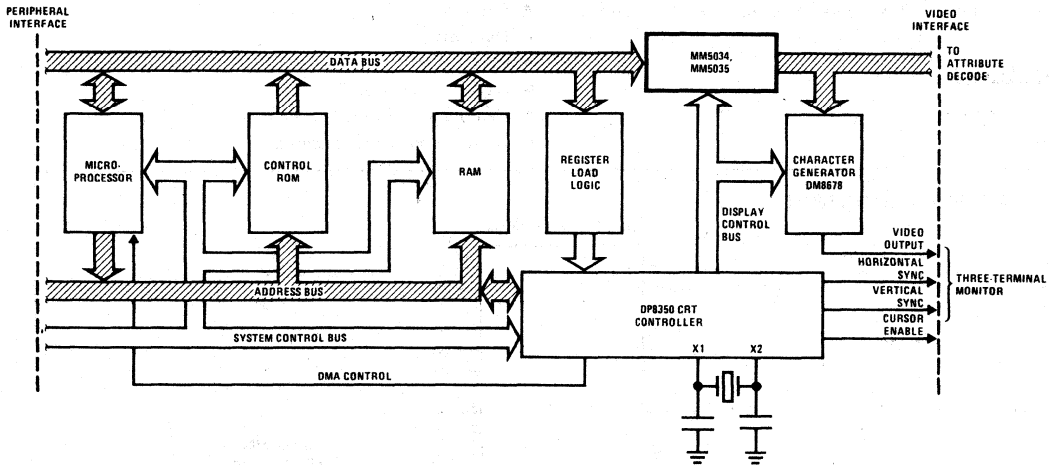 PERIPHERAL
INTERFACE
VIDEO
INTERFACE
DATA BUS
MM5034,
MM5035
TO
ATTRIBUTE
DECODE
MICRO-
PROCESSOR
CONTROL
ROM
RAM
REGISTER
LOAD
LOGIC
CHARACTER
GENERATOR
DM8678
DISPLAY
CONTROL
BUS
VIDEO
OUTPUT
HORIZONTAL
SYNC
VERTICAL
SYNC
CURSOR
ENABLE
THREE-TERMINAL
MONITOR
ADDRESS BUS
DP8350 CRT
CONTROLLER
SYSTEM CONTROL BUS
X1
X2
DMA CONTROL